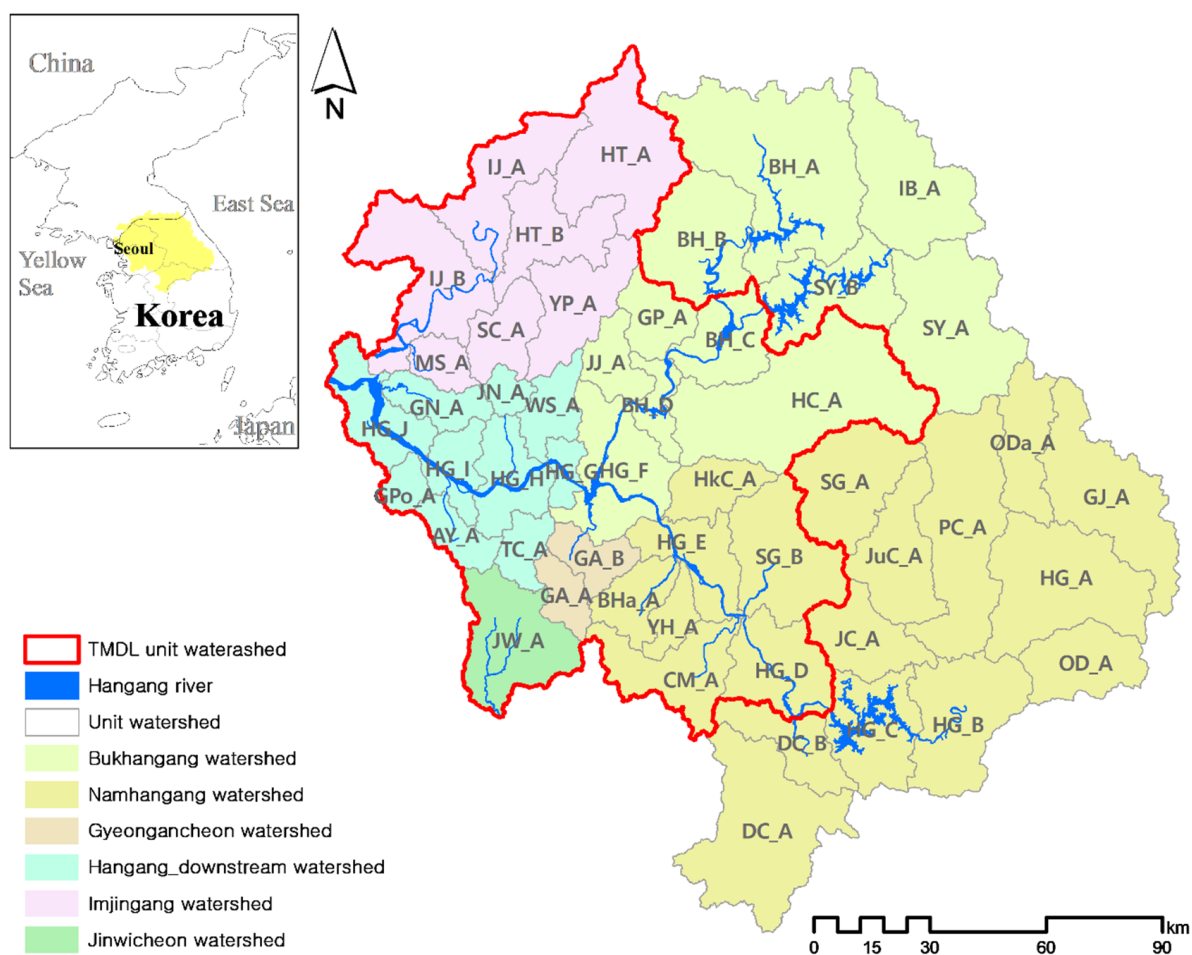 China
East Sea
Seoul
Yellow
Sea
Korea
Japan
N
HT_A
IJ_A
BH_A
IB_A
HT_B
BH_B
IJ_B
SY_B
YP_A
GP_A
SC_A
SY_A
BH_C
MS_A
JJ_A
JN_A
HC_A
GN_A
WS_A
BH_D
HG_J
ODa_A
HG_I
HG_H
HG_G
HG_F
HkC_A
SG_A
GPo_A
GJ_A
PC_A
AY_A
TC_A
HG_E
GA_B
SG_B
JuC_A
HG_A
GA_A
BHa_A
YH_A
JW_A
JC_A
OD_A
CM_A
HG_D
HG_C
HG_B
DC_B
DC_A
TMDL unit waterashed
Hangang river
Unit watershed
Bukhangang watershed
Namhangang watershed
Gyeongancheon watershed
Hangang_downstream watershed
Imjingang watershed
Jinwicheon watershed
km
0 15 30 60 90